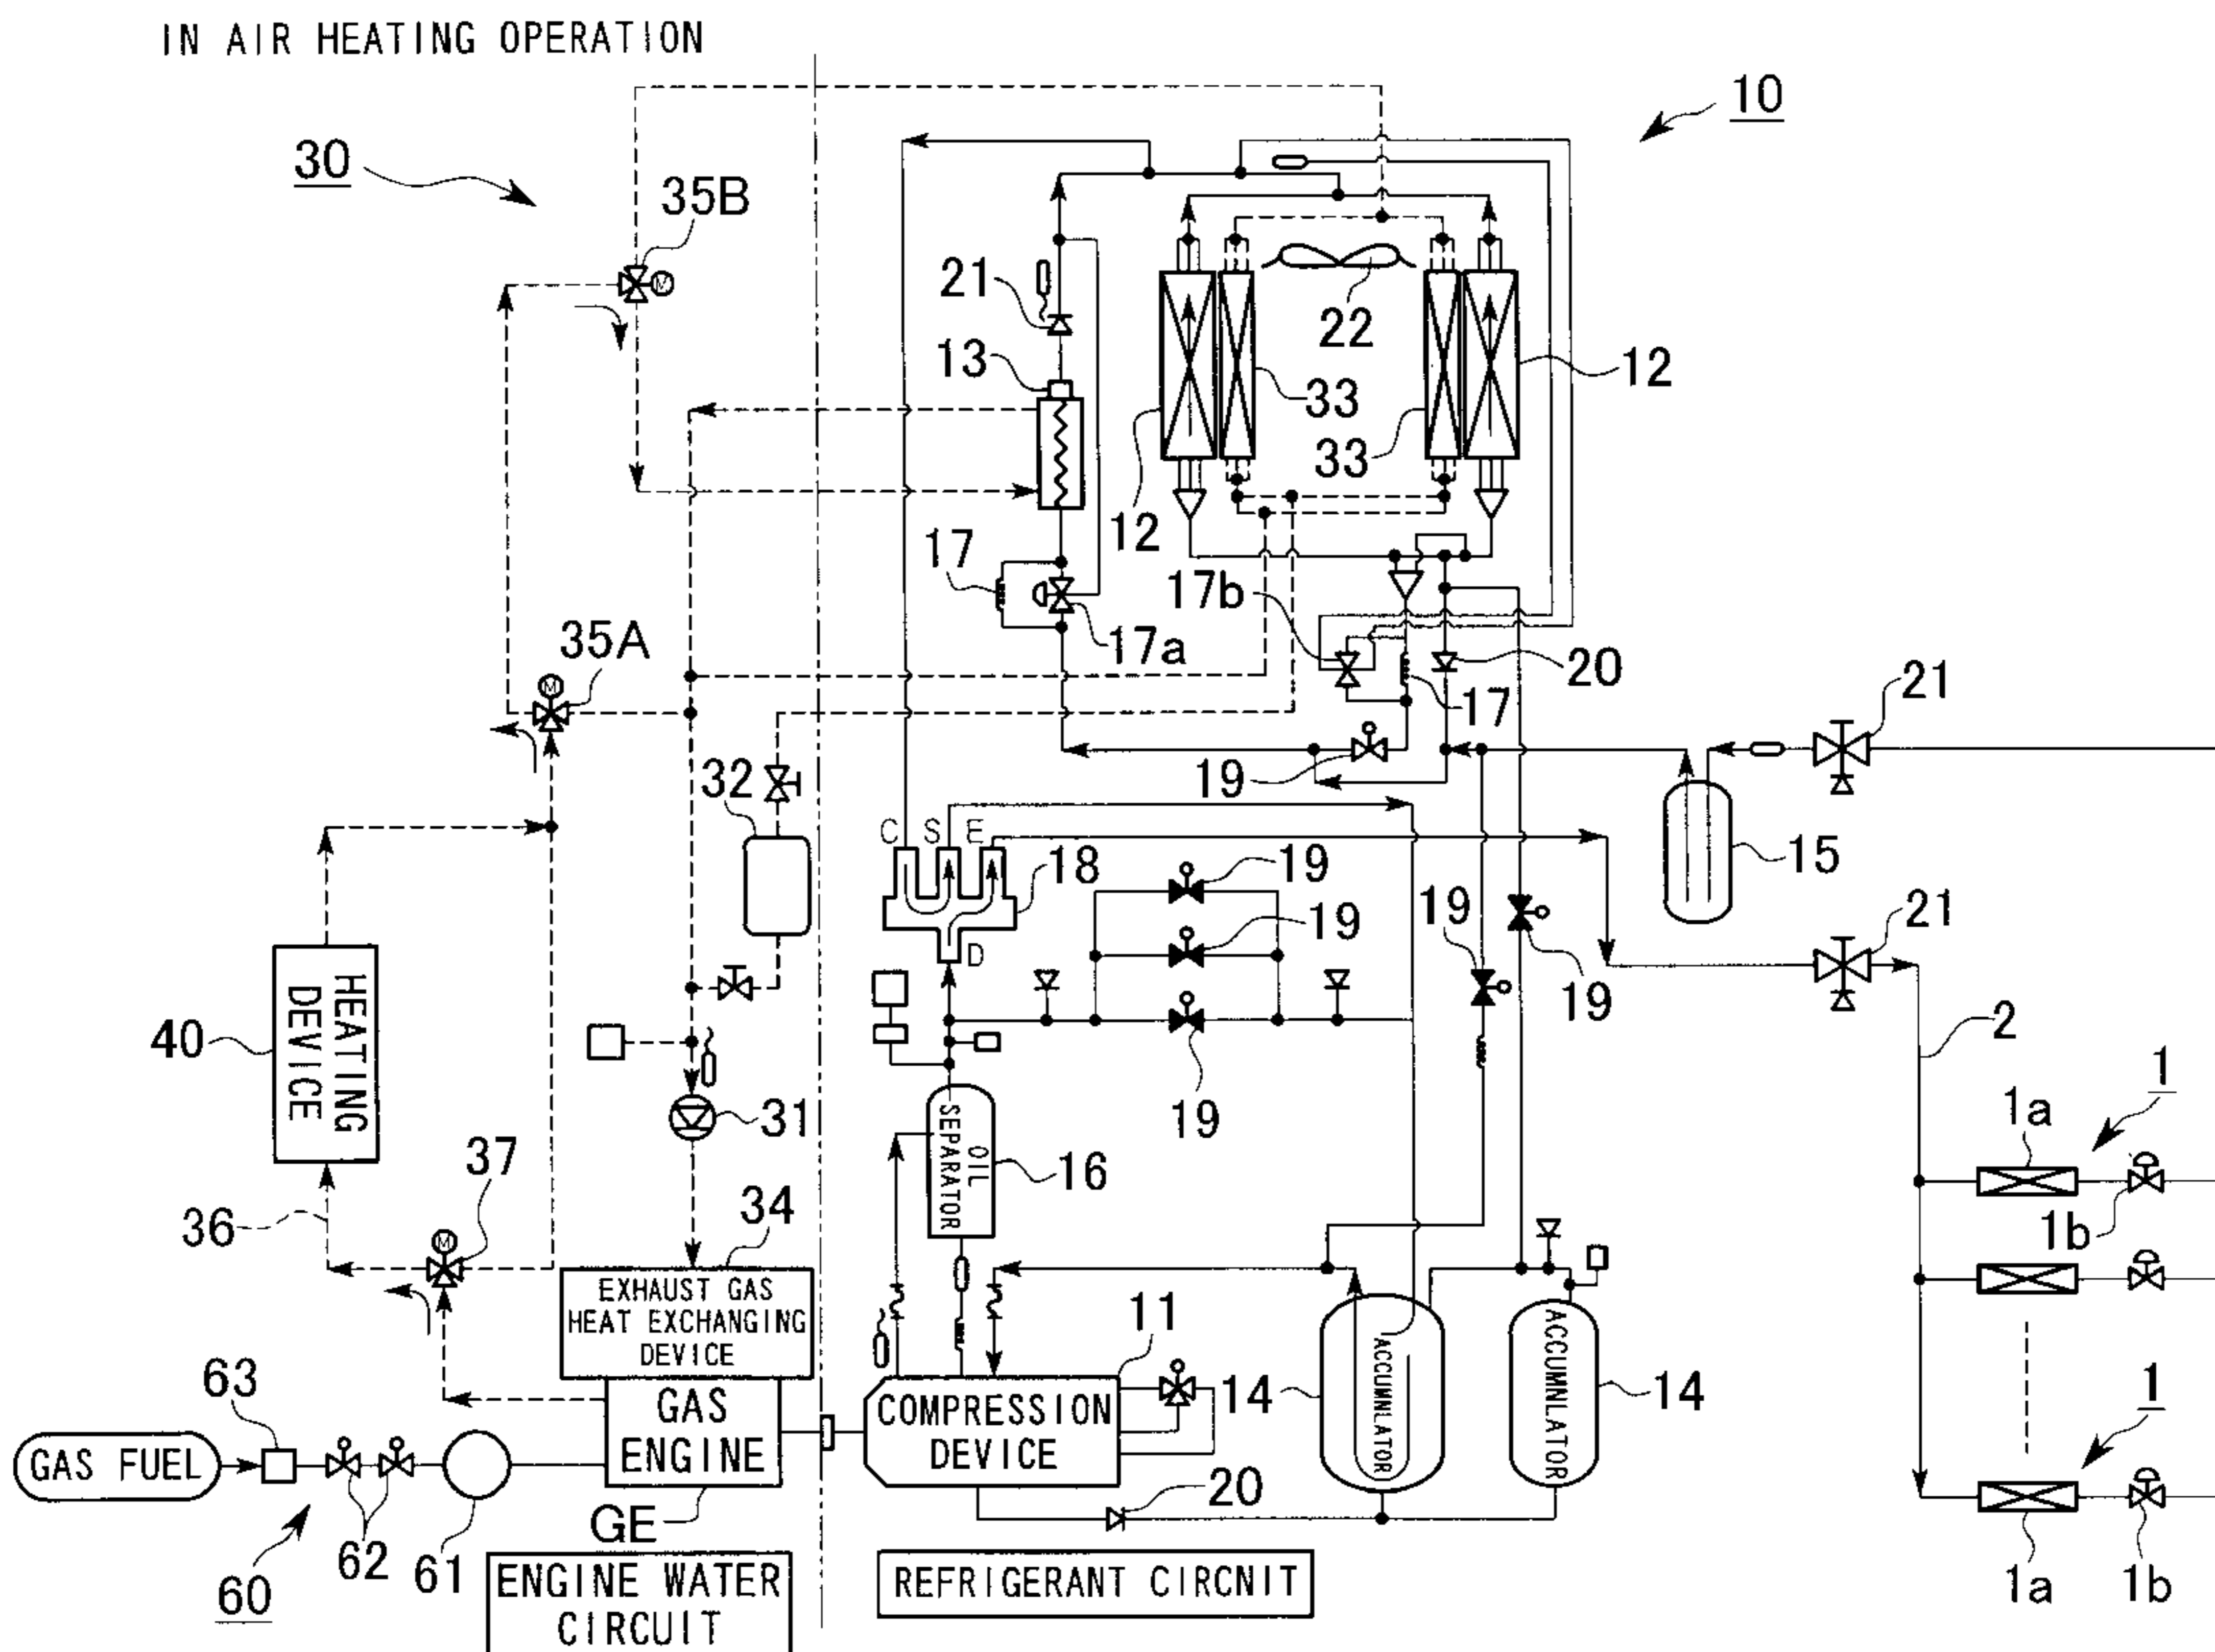 IN AIR HEATING OPERATION
10
30
35B
21
13
22
12
33
33
12
17
17b
17a
20
17
21
35A
M
M
19
32
C S E
18
15
19
19
19
19
21
D
HEATING DEVICE
40
19
2
31
OIL SEPARATOR
16
1
1a
37
36
M
34
1b
EXHAUST GAS
HEAT EXCHANGING
DEVICE
11
63
GAS
ENGINE
COMPRESSION
DEVICE
14
ACCUMNLATOR
ACCUMNLATOR
14
1
GAS FUEL
GE
20
62
61
60
1a
1b
ENGINE WATER
CIRCUIT
REFRIGERANT CIRCNIT